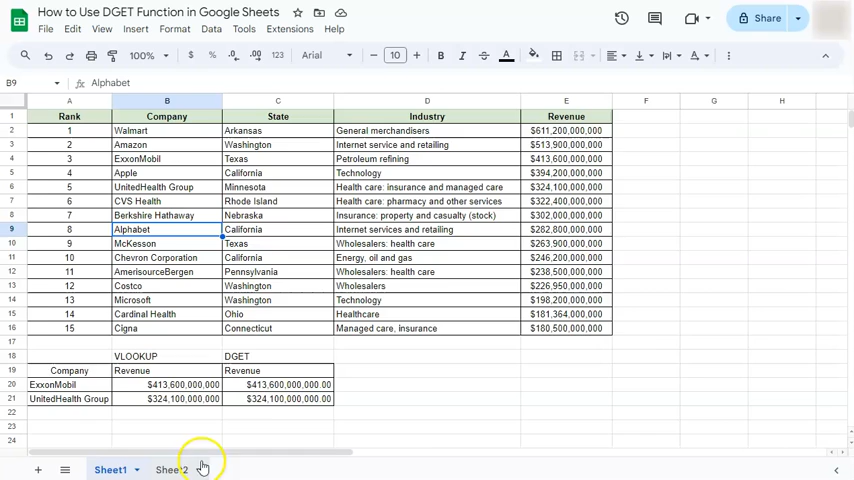 How to Use DGET Function in Google Sheets
File Edit View Insert Format Data Tools Extensions Help
Share
100% $ % .0 .00 123 Arial 10 B I S A
B9 fx Alphabet
A B C D E F G H
1 Rank Company State Industry Revenue
2 1 Walmart Arkansas General merchandisers $611,200,000,000
3 2 Amazon Washington Internet service and retailing $513,900,000,000
4 3 ExxonMobil Texas Petroleum refining $413,600,000,000
5 4 Apple California Technology $394,200,000,000
6 5 UnitedHealth Group Minnesota Health care: insurance and managed care $324,100,000,000
7 6 CVS Health Rhode Island Health care: pharmacy and other services $322,400,000,000
8 7 Berkshire Hathaway Nebraska Insurance: property and casualty (stock) $302,000,000,000
9 8 Alphabet California Internet services and retailing $282,800,000,000
10 9 McKesson Texas Wholesalers: health care $263,900,000,000
11 10 Chevron Corporation California Energy, oil and gas $246,200,000,000
12 11 AmerisourceBergen Pennsylvania Wholesalers: health care $238,500,000,000
13 12 Costco Washington Wholesalers $226,950,000,000
14 13 Microsoft Washington Technology $198,200,000,000
15 14 Cardinal Health Ohio Healthcare $181,364,000,000
16 15 Cigna Connecticut Managed care, insurance $180,500,000,000
17
18 VLOOKUP DGET
19 Company Revenue Revenue
20 ExxonMobil $413,600,000,000 $413,600,000,000.00
21 UnitedHealth Group $324,100,000,000 $324,100,000,000.00
22
23
24
Sheet1 Sheet2